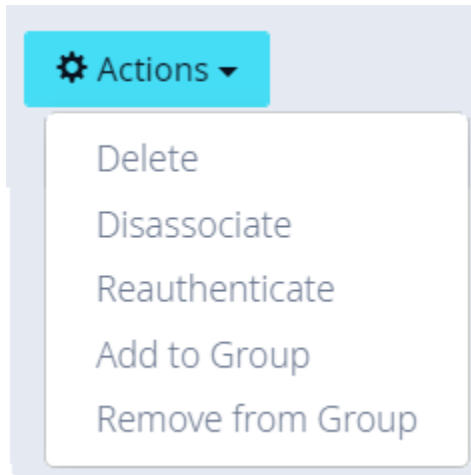 Actions
Delete
Disassociate
Reauthenticate
Add to Group
Remove from Group